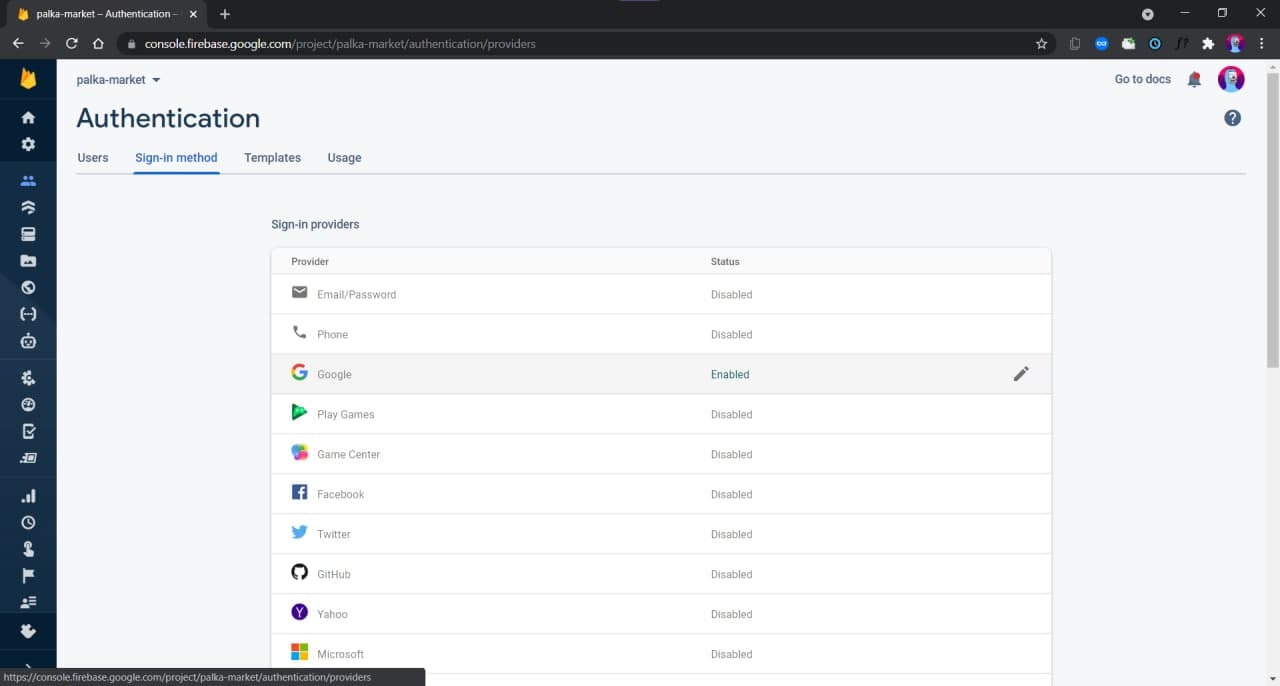 palka-market – Authentication –
console.firebase.google.com/project/palka-market/authentication/providers
palka-market
Go to docs
Authentication
Users
Sign-in method
Templates
Usage
Sign-in providers
Provider
Status
Email/Password
Disabled
Phone
Disabled
Google
Enabled
Play Games
Disabled
Game Center
Disabled
Facebook
Disabled
Twitter
Disabled
GitHub
Disabled
Yahoo
Disabled
Microsoft
Disabled
https://console.firebase.google.com/project/palka-market/authentication/providers